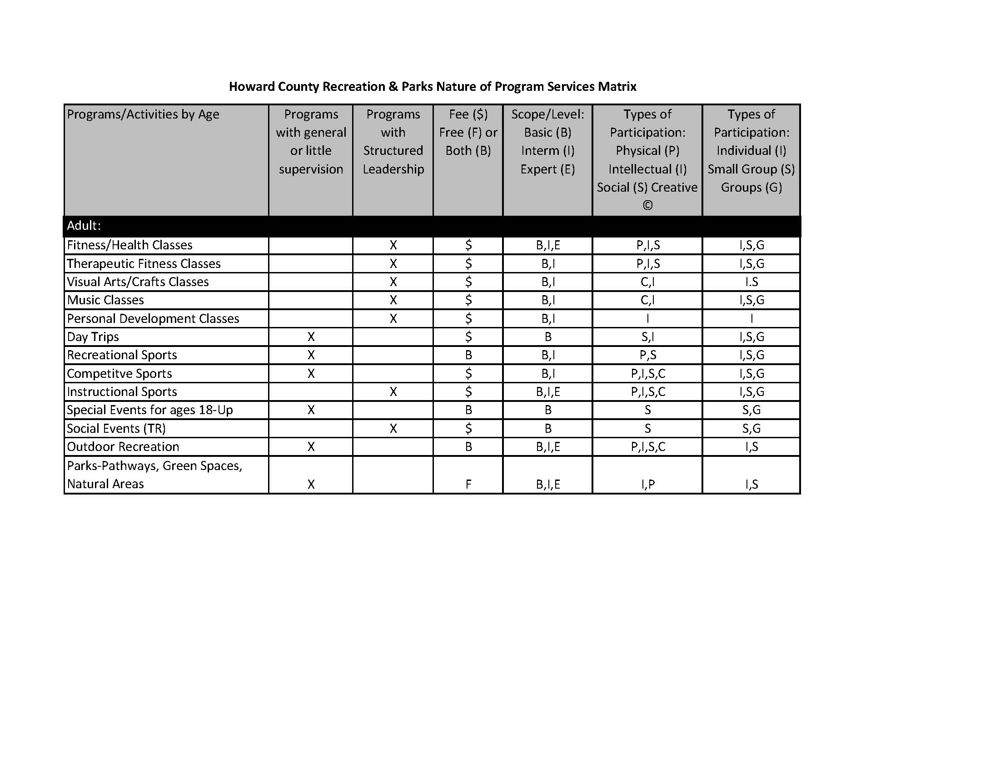 Howard County Recreation & Parks Nature of Program Services Matrix
Programs/Activities by Age
Programs
with general
or little
supervision
Programs
with
Structured
Leadership
Fee ($)
Free (F) or
Both (B)
Scope/Level:
Basic (B)
Interm (I)
Expert (E)
Types of
Participation:
Physical (P)
Intellectual (I)
Social (S) Creative
©
Types of
Participation:
Individual (I)
Small Group (S)
Groups (G)
Adult:
Fitness/Health Classes X $ B,I,E P,I,S I,S,G
Therapeutic Fitness Classes X $ B,I P,I,S I,S,G
Visual Arts/Crafts Classes X $ B,I C,I I.S
Music Classes X $ B,I C,I I,S,G
Personal Development Classes X $ B,I I I
Day Trips X $ B S,I I,S,G
Recreational Sports X B B,I P,S I,S,G
Competitve Sports X $ B,I P,I,S,C I,S,G
Instructional Sports X $ B,I,E P,I,S,C I,S,G
Special Events for ages 18-Up X B B S S,G
Social Events (TR) X $ B S S,G
Outdoor Recreation X B B,I,E P,I,S,C I,S
Parks-Pathways, Green Spaces,
Natural Areas X F B,I,E I,P I,S